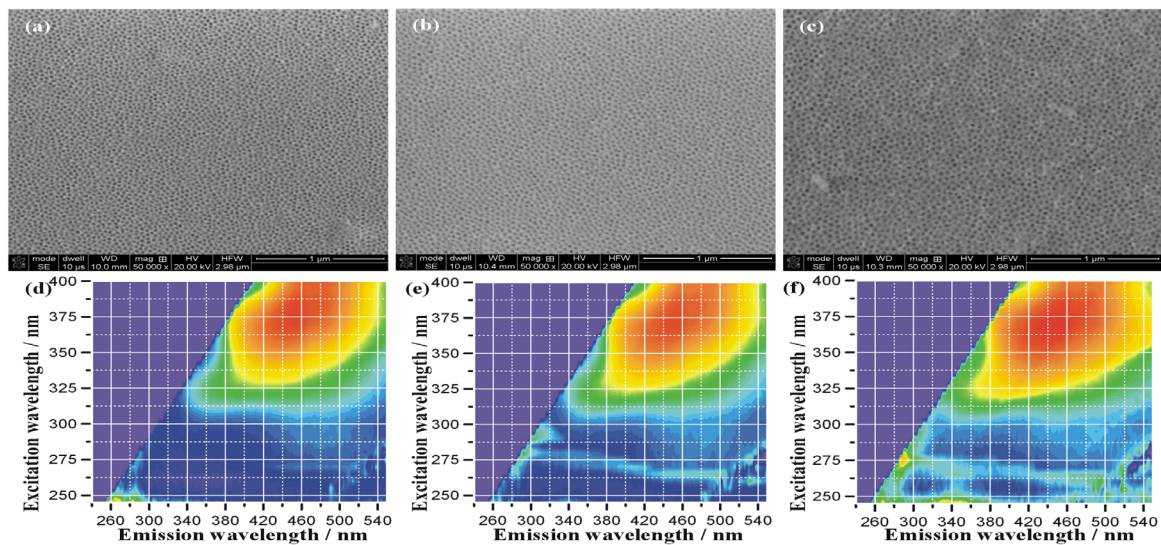 (a)
mode dwell WD mag HV HFW
SE 10 µs 10.0 mm 50 000 x 20.00 kV 2.98 µm
1 µm
(b)
mode dwell WD mag HV HFW
SE 10 µs 10.4 mm 50 000 x 20.00 kV 2.98 µm
1 µm
(c)
mode dwell WD mag HV HFW
SE 10 µs 10.3 mm 50 000 x 20.00 kV 2.98 µm
1 µm
(d)
Excitation wavelength / nm
400
375
350
325
300
275
250
260 300 340 380 420 460 500 540
Emission wavelength / nm
(e)
Excitation wavelength / nm
400
375
350
325
300
275
250
260 300 340 380 420 460 500 540
Emission wavelength / nm
(f)
Excitation wavelength / nm
400
375
350
325
300
275
250
260 300 340 380 420 460 500 540
Emission wavelength / nm